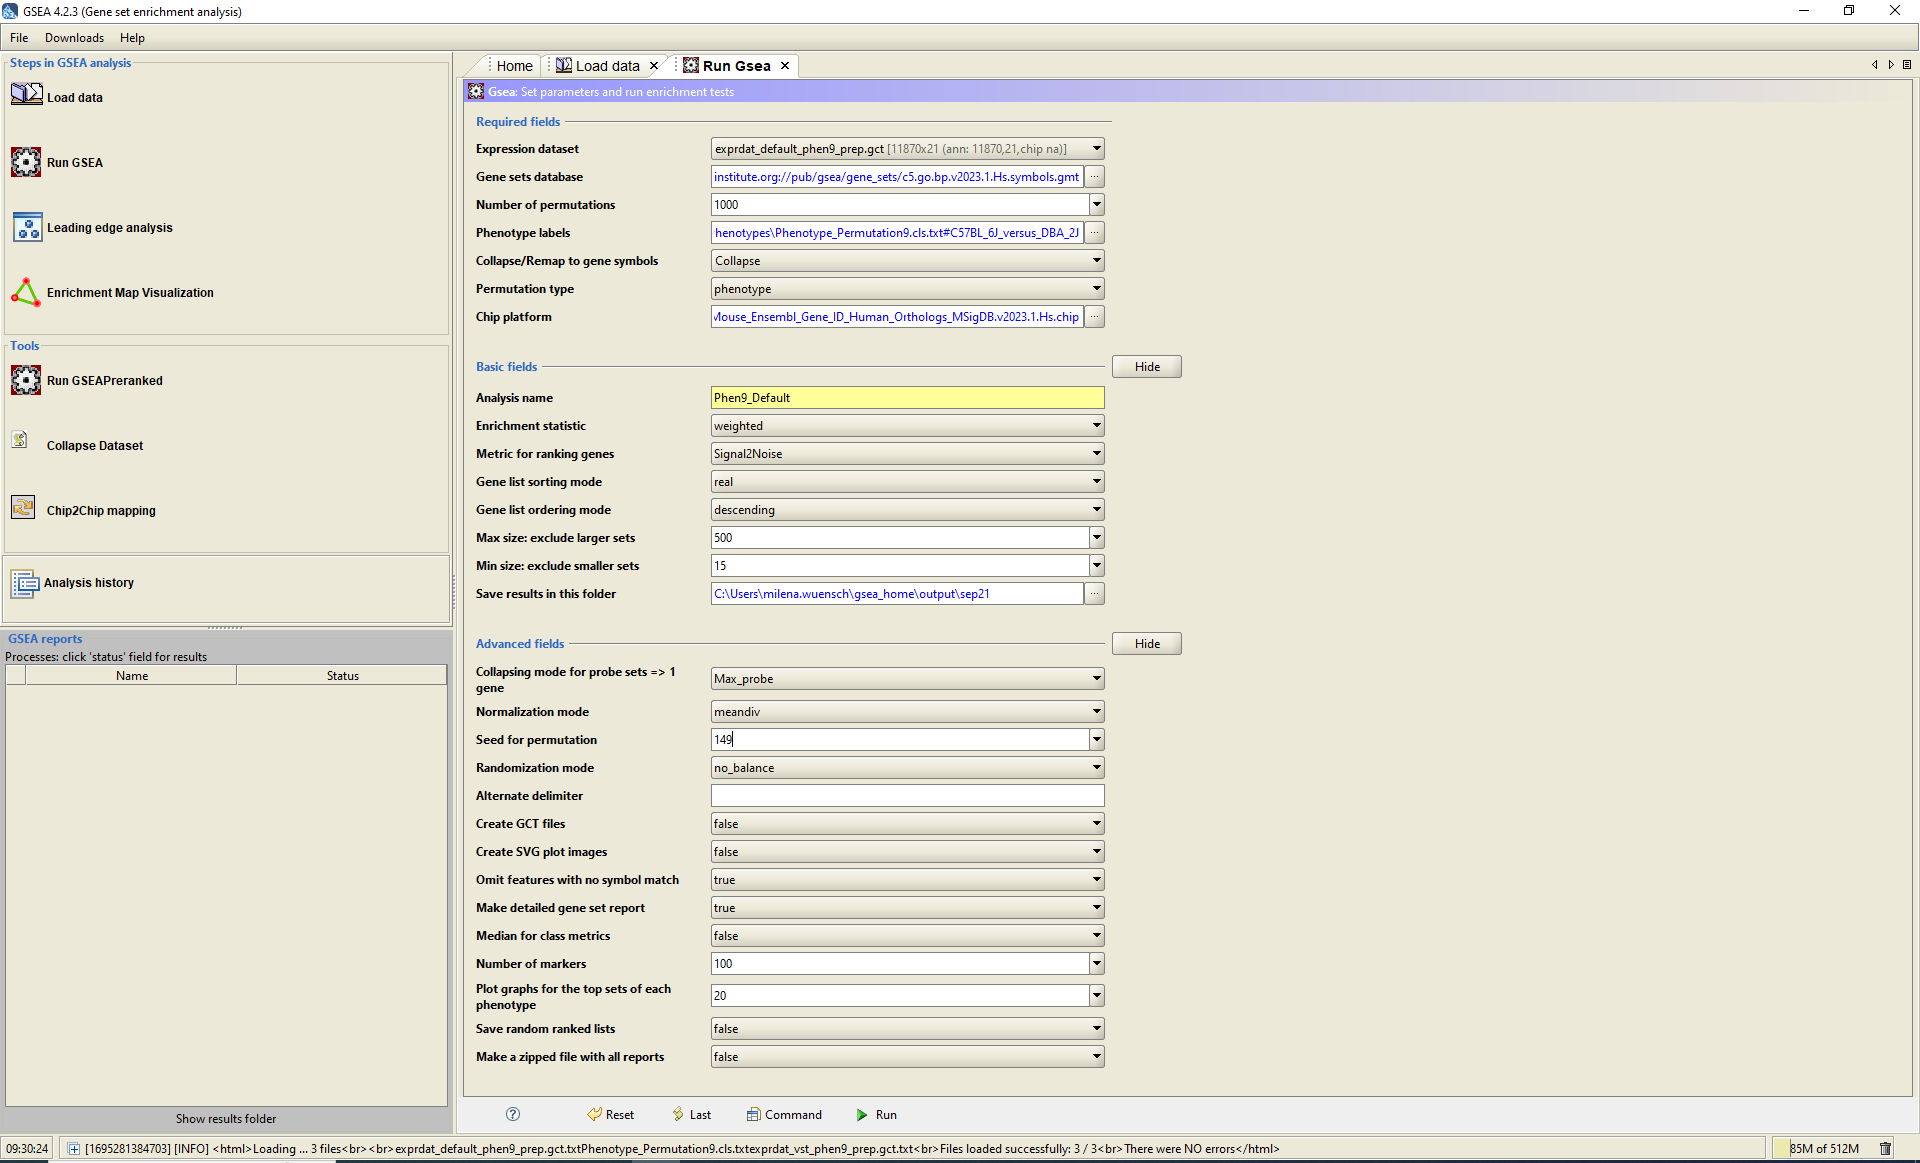 GSEA 4.2.3 (Gene set enrichment analysis)
File Downloads Help
Steps in GSEA analysis
Load data
Run GSEA
Leading edge analysis
Enrichment Map Visualization
Tools
Run GSEAPreranked
Collapse Dataset
Chip2Chip mapping
Analysis history
GSEA reports
Processes: click 'status' field for results
Name Status
Show results folder
Home Load data Run Gsea
Gsea: Set parameters and run enrichment tests
Required fields
Expression dataset exprdat_default_phen9_prep.gct [11870x21 (ann: 11870,21,chip na)]
Gene sets database institute.org://pub/gsea/gene_sets/c5.go.bp.v2023.1.Hs.symbols.gmt ...
Number of permutations 1000
Phenotype labels henotypes\Phenotype_Permutation9.cls.txt#C57BL_6J_versus_DBA_2J ...
Collapse/Remap to gene symbols Collapse
Permutation type phenotype
Chip platform Mouse_Ensembl_Gene_ID_Human_Orthologs_MSigDB.v2023.1.Hs.chip ...
Basic fields Hide
Analysis name Phen9_Default
Enrichment statistic weighted
Metric for ranking genes Signal2Noise
Gene list sorting mode real
Gene list ordering mode descending
Max size: exclude larger sets 500
Min size: exclude smaller sets 15
Save results in this folder C:\Users\milena.wuensch\gsea_home\output\sep21 ...
Advanced fields Hide
Collapsing mode for probe sets => 1
gene Max_probe
Normalization mode meandiv
Seed for permutation 149
Randomization mode no_balance
Alternate delimiter
Create GCT files false
Create SVG plot images false
Omit features with no symbol match true
Make detailed gene set report true
Median for class metrics false
Number of markers 100
Plot graphs for the top sets of each
phenotype 20
Save random ranked lists false
Make a zipped file with all reports false
? Reset Last Command Run
09:30:24 [1695281384703] [INFO] <html>Loading ... 3 files<br><br>exprdat_default_phen9_prep.gct.txtPhenotype_Permutation9.cls.txtexprdat_vst_phen9_prep.gct.txt<br>Files loaded successfully: 3 / 3<br>There were NO errors</html> 85M of 512M